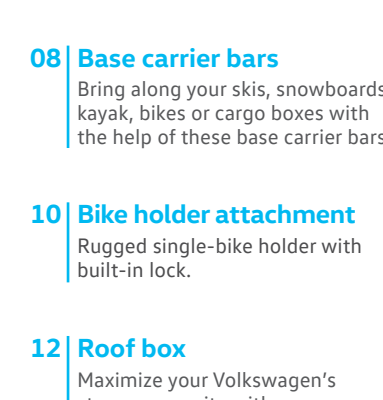 08 Base carrier bars
Bring along your skis, snowboards
kayak, bikes or cargo boxes with
the help of these base carrier bars
10 Bike holder attachment
Rugged single-bike holder with
built-in lock.
12 Roof box
Maximize your Volkswagen’s